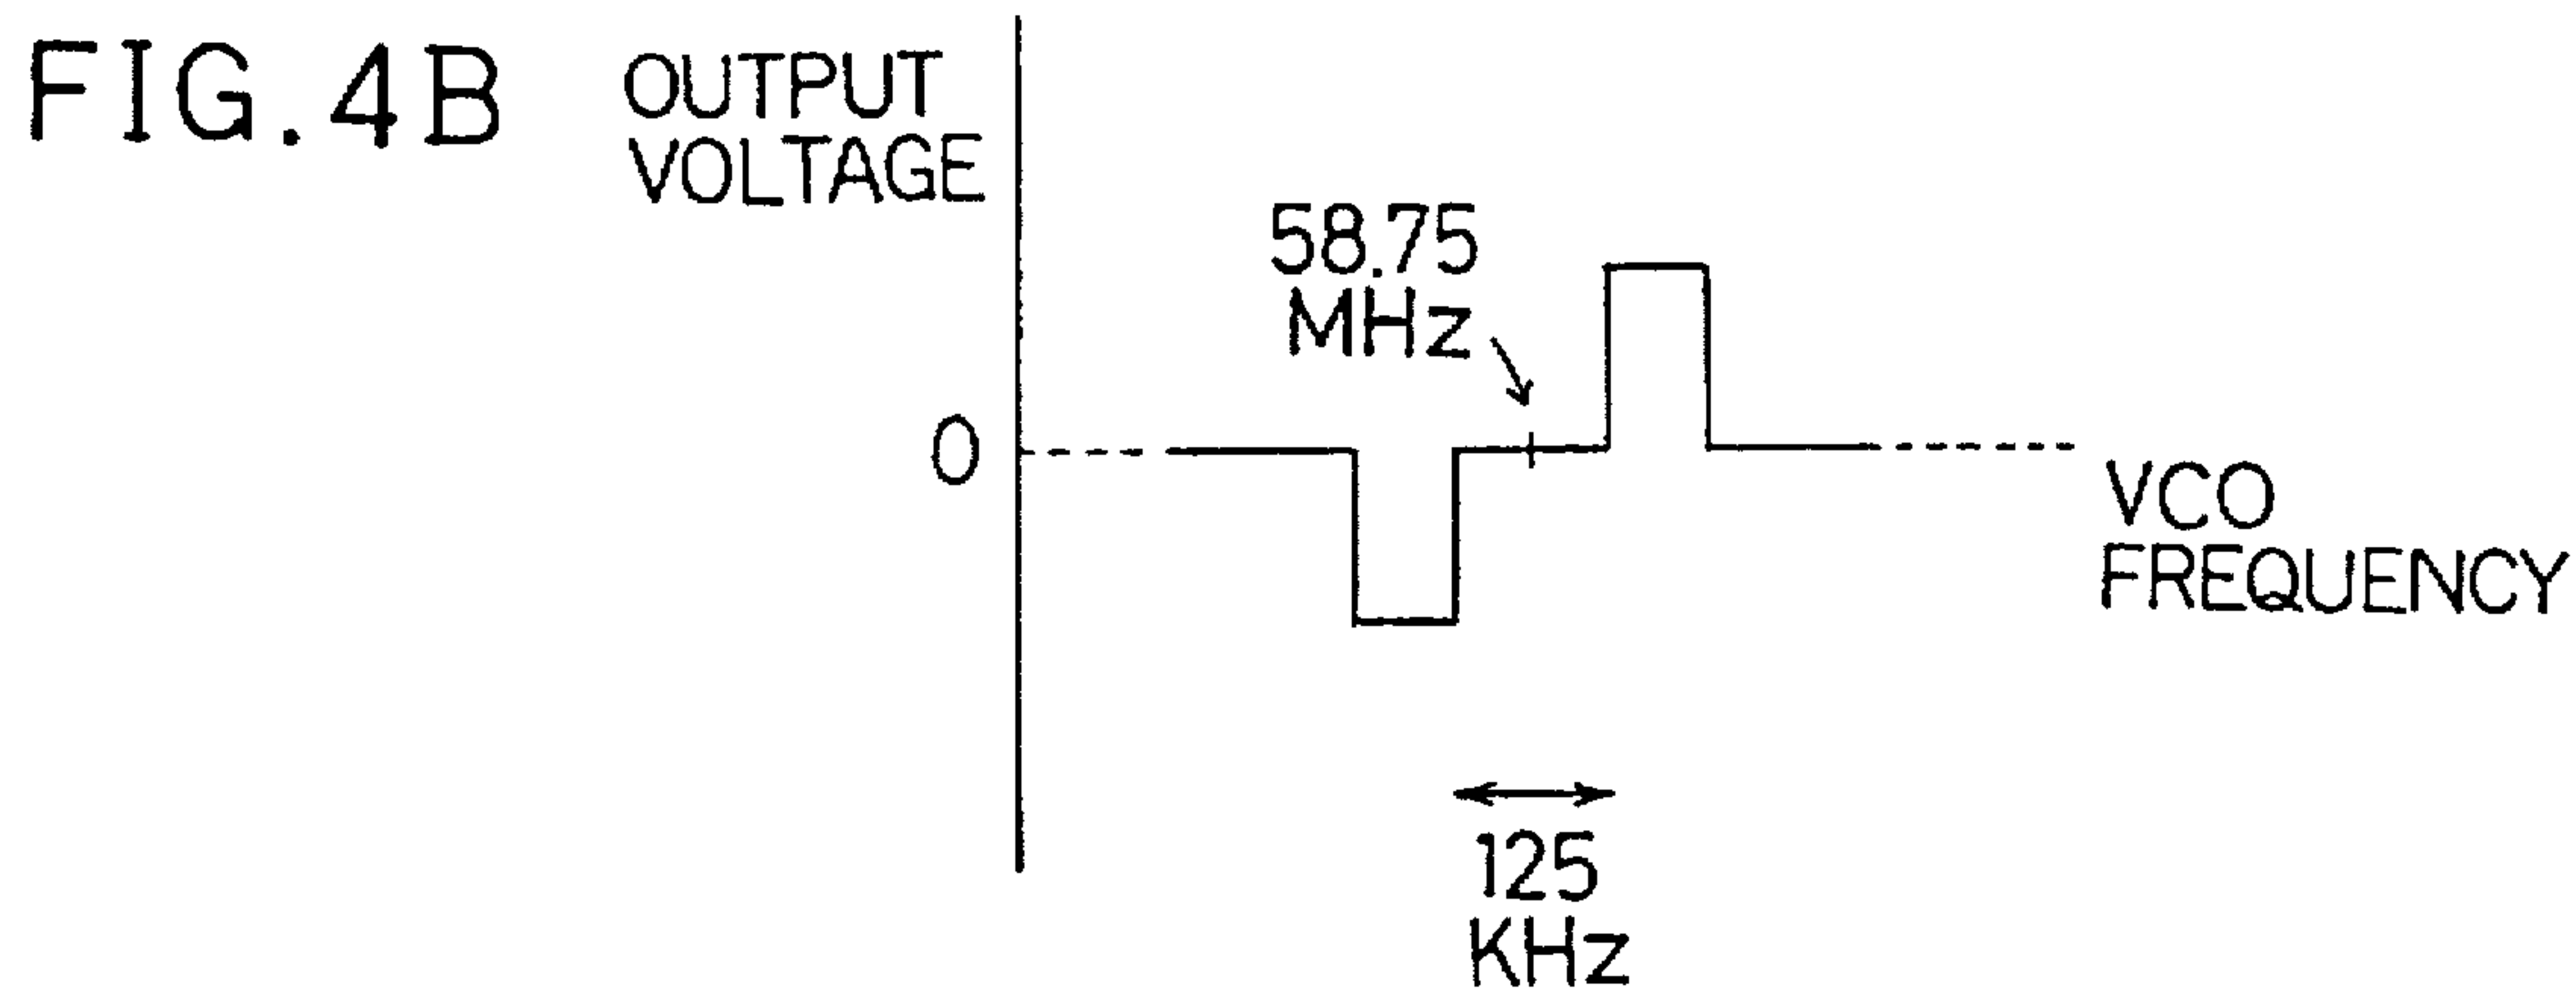 FIG.4B
OUTPUT
VOLTAGE
58.75
MHz
0
VCO
FREQUENCY
125
KHz